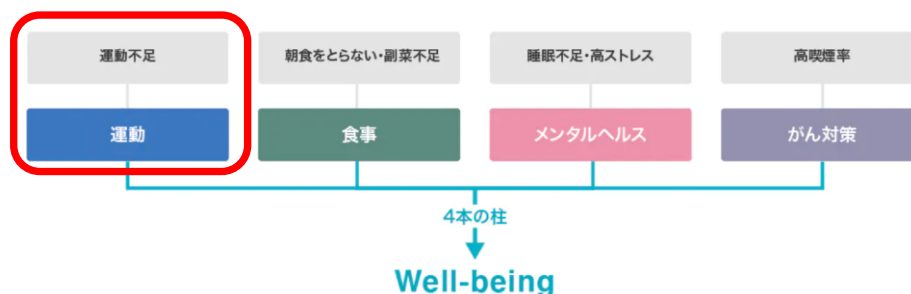 運動不足
朝食をとらない・副菜不足
睡眠不足・高ストレス
高喫煙率
運動
食事
メンタルヘルス
がん対策
4本の柱
Well-being